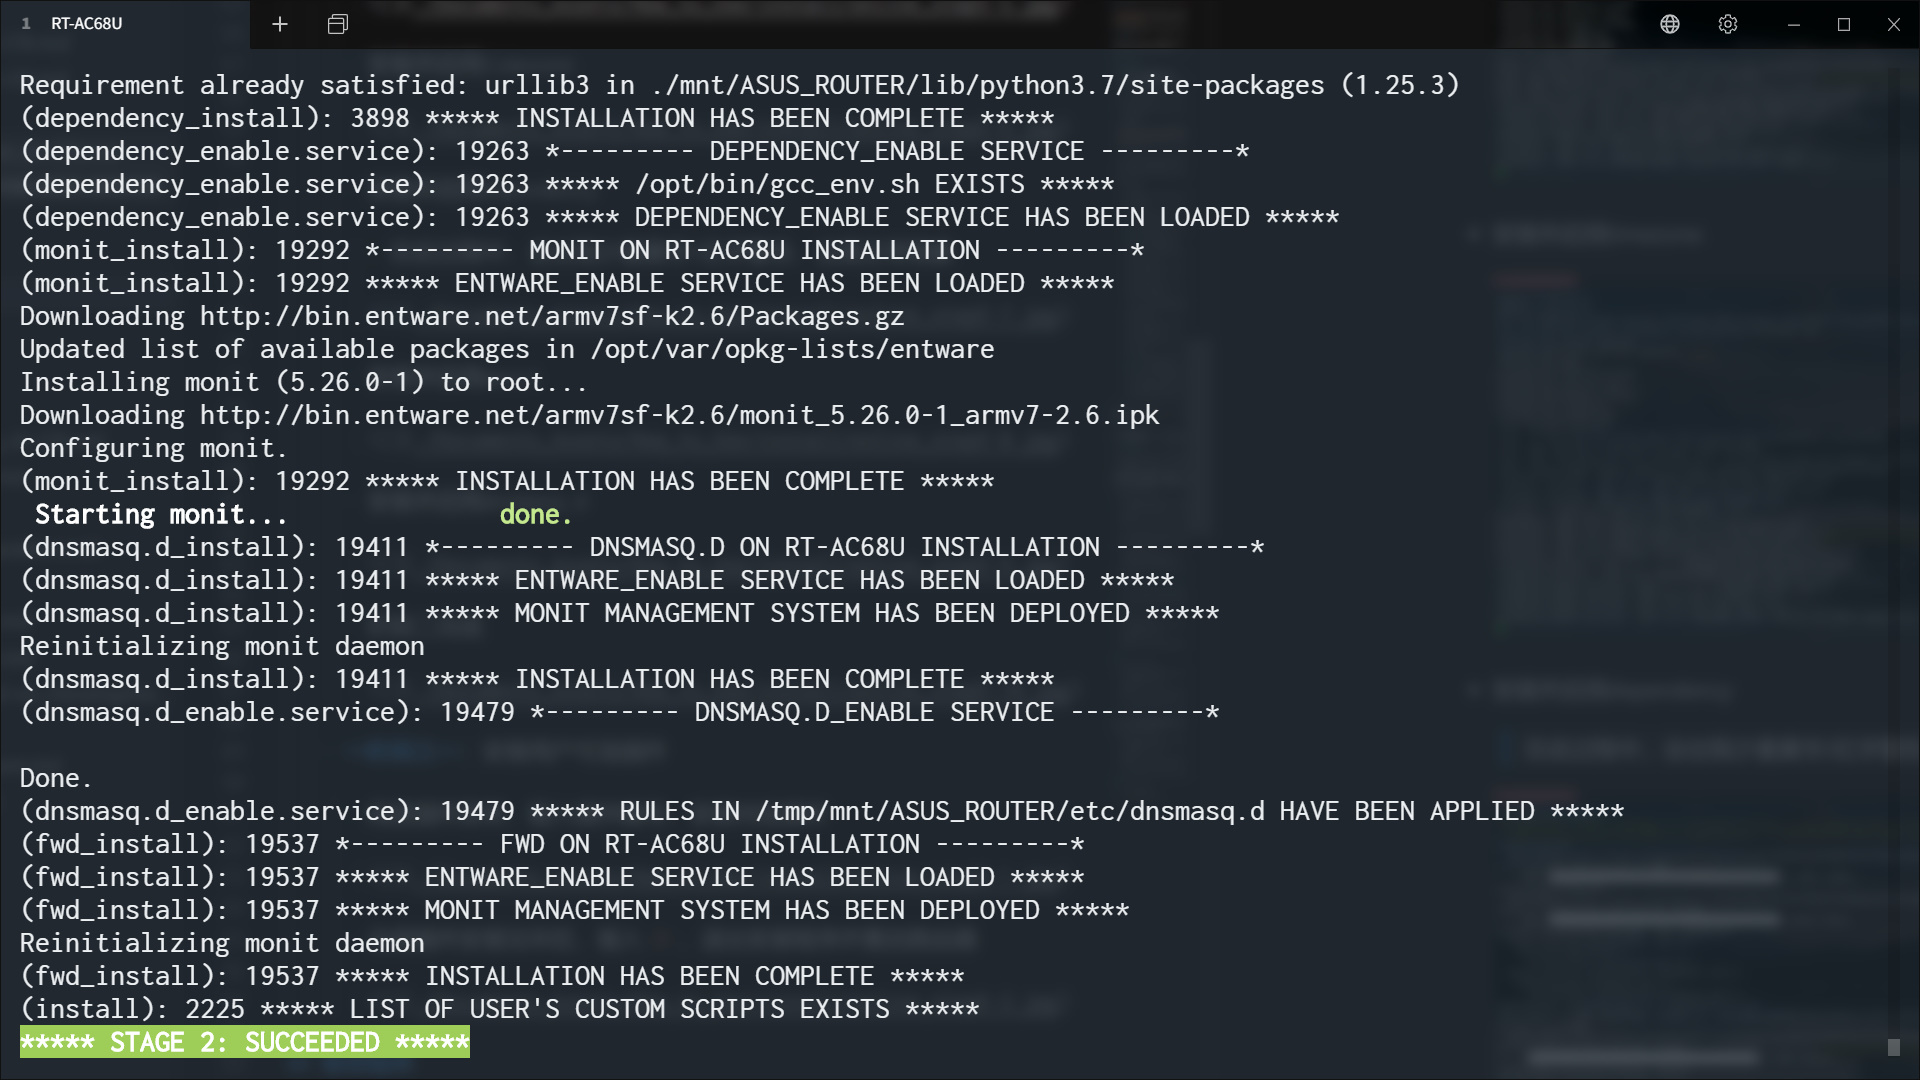 1 RT-AC68U
Requirement already satisfied: urllib3 in ./mnt/ASUS_ROUTER/lib/python3.7/site-packages (1.25.3)
(dependency_install): 3898 ***** INSTALLATION HAS BEEN COMPLETE *****
(dependency_enable.service): 19263 *--------- DEPENDENCY_ENABLE SERVICE ---------*
(dependency_enable.service): 19263 ***** /opt/bin/gcc_env.sh EXISTS *****
(dependency_enable.service): 19263 ***** DEPENDENCY_ENABLE SERVICE HAS BEEN LOADED *****
(monit_install): 19292 *--------- MONIT ON RT-AC68U INSTALLATION ---------*
(monit_install): 19292 ***** ENTWARE_ENABLE SERVICE HAS BEEN LOADED *****
Downloading http://bin.entware.net/armv7sf-k2.6/Packages.gz
Updated list of available packages in /opt/var/opkg-lists/entware
Installing monit (5.26.0-1) to root...
Downloading http://bin.entware.net/armv7sf-k2.6/monit_5.26.0-1_armv7-2.6.ipk
Configuring monit.
(monit_install): 19292 ***** INSTALLATION HAS BEEN COMPLETE *****
Starting monit... done.
(dnsmasq.d_install): 19411 *--------- DNSMASQ.D ON RT-AC68U INSTALLATION ---------*
(dnsmasq.d_install): 19411 ***** ENTWARE_ENABLE SERVICE HAS BEEN LOADED *****
(dnsmasq.d_install): 19411 ***** MONIT MANAGEMENT SYSTEM HAS BEEN DEPLOYED *****
Reinitializing monit daemon
(dnsmasq.d_install): 19411 ***** INSTALLATION HAS BEEN COMPLETE *****
(dnsmasq.d_enable.service): 19479 *--------- DNSMASQ.D_ENABLE SERVICE ---------*
Done.
(dnsmasq.d_enable.service): 19479 ***** RULES IN /tmp/mnt/ASUS_ROUTER/etc/dnsmasq.d HAVE BEEN APPLIED *****
(fwd_install): 19537 *--------- FWD ON RT-AC68U INSTALLATION ---------*
(fwd_install): 19537 ***** ENTWARE_ENABLE SERVICE HAS BEEN LOADED *****
(fwd_install): 19537 ***** MONIT MANAGEMENT SYSTEM HAS BEEN DEPLOYED *****
Reinitializing monit daemon
(fwd_install): 19537 ***** INSTALLATION HAS BEEN COMPLETE *****
(install): 2225 ***** LIST OF USER'S CUSTOM SCRIPTS EXISTS *****
***** STAGE 2: SUCCEEDED *****